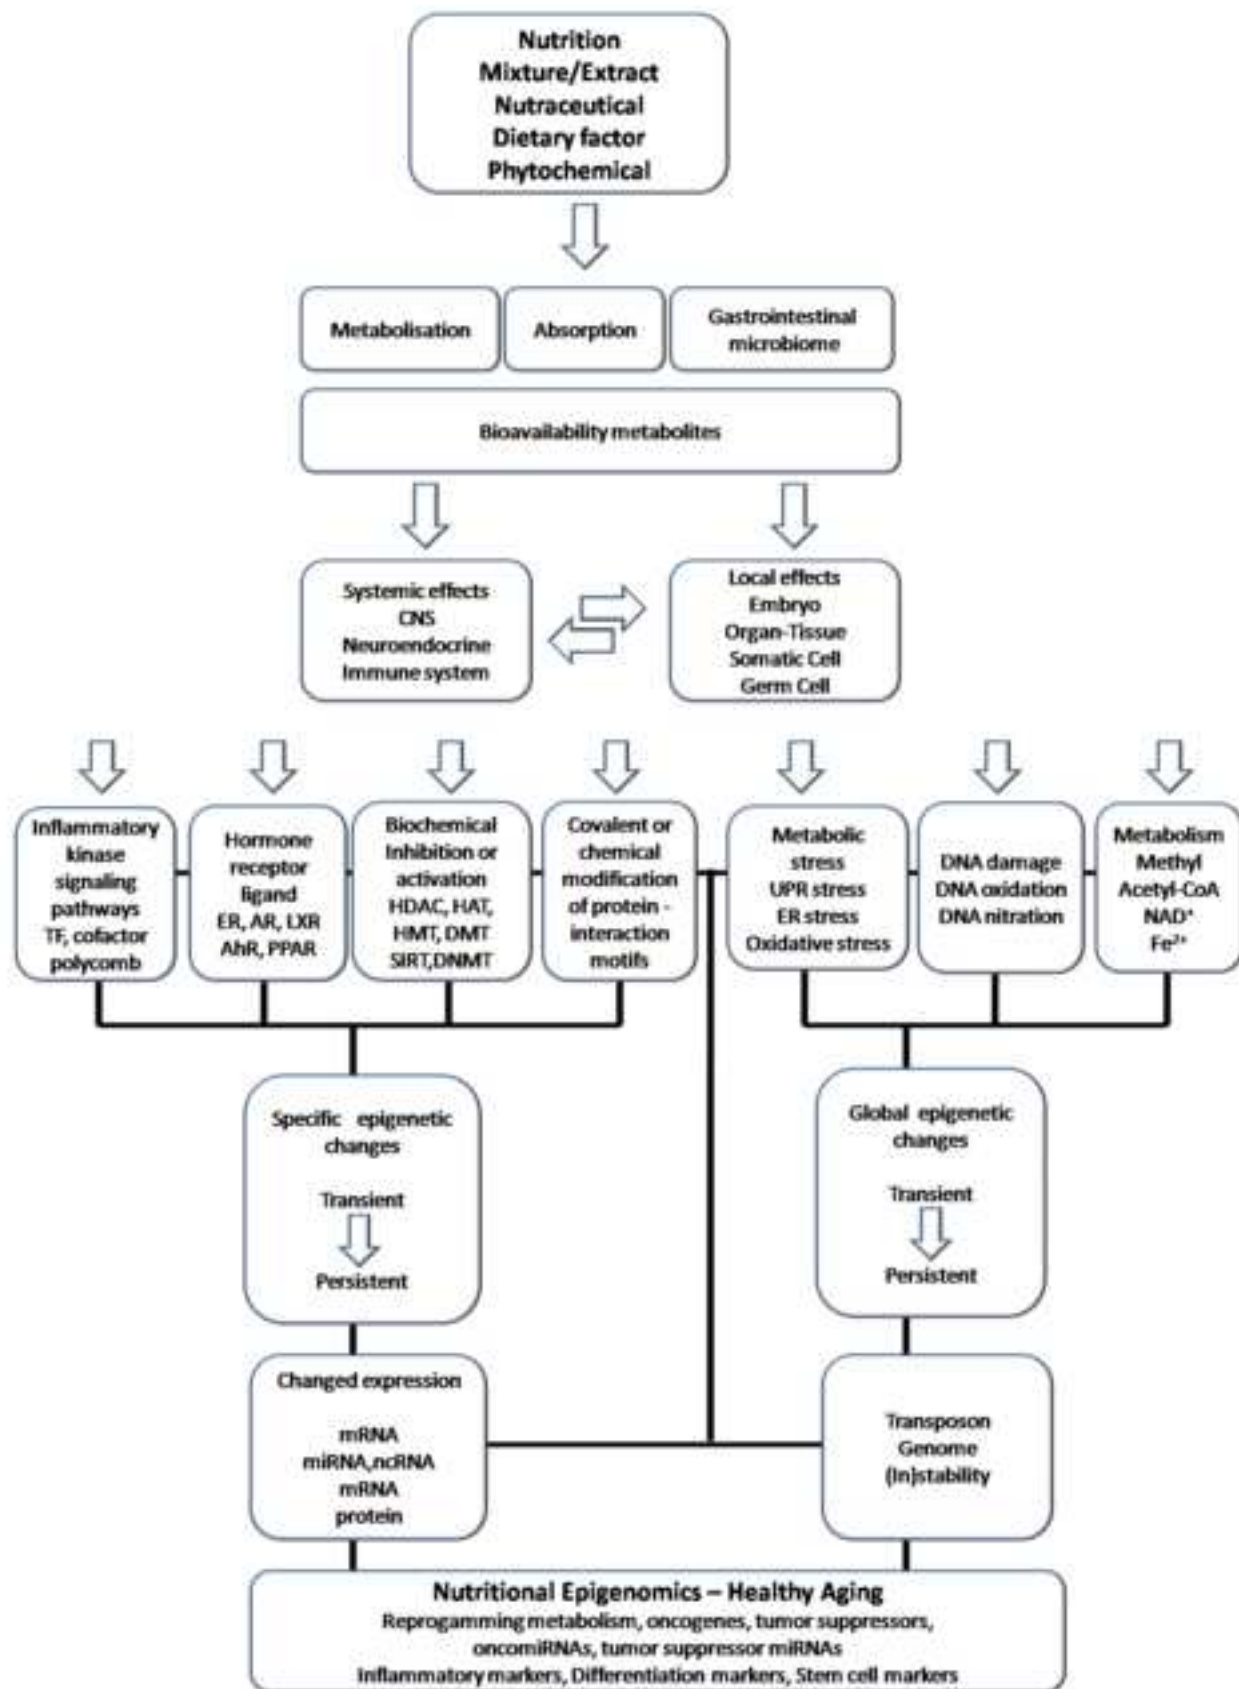 Nutrition
Mixture/Extract
Nutraceutical
Dietary factor
Phytochemical
Metabolisation
Absorption
Gastrointestinal
microbiome
Bioavailability metabolites
Systemic effects
CNS
Neuroendocrine
Immune system
Local effects
Embryo
Organ-Tissue
Somatic Cell
Germ Cell
Inflammatory
kinase
signaling
pathways
TF, cofactor
polycomb
Hormone
receptor
ligand
ER, AR, LXR
AhR, PPAR
Biochemical
Inhibition or
activation
HDAC, HAT,
HMT, DMT
SIRT,DNMT
Covalent or
chemical
modification
of protein -
interaction
motifs
Metabolic
stress
UPR stress
ER stress
Oxidative stress
DNA damage
DNA oxidation
DNA nitration
Metabolism
Methyl
Acetyl-CoA
NAD⁺
Fe²⁺
Specific epigenetic
changes
Transient
Persistent
Global epigenetic
changes
Transient
Persistent
Changed expression
mRNA
miRNA,ncRNA
mRNA
protein
Transposon
Genome
(In)stability
Nutritional Epigenomics – Healthy Aging
Reprogamming metabolism, oncogenes, tumor suppressors,
oncomiRNAs, tumor suppressor miRNAs
Inflammatory markers, Differentiation markers, Stem cell markers